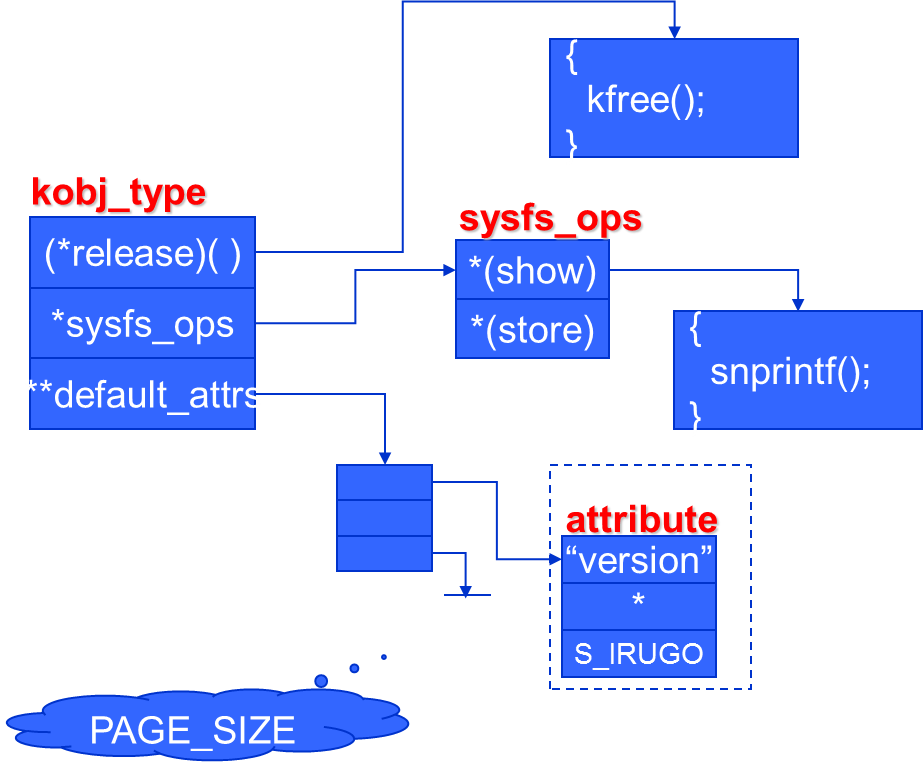 {
kfree();
}
kobj_type
(*release)( )
*sysfs_ops
**default_attrs
sysfs_ops
*(show)
*(store)
{
snprintf();
}
attribute
“version”
*
S_IRUGO
PAGE_SIZE